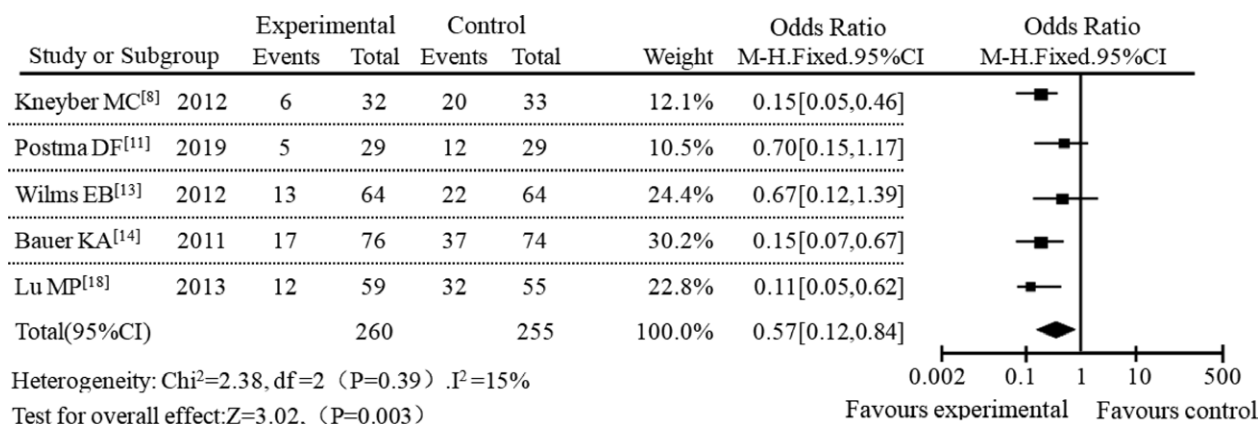 Experimental Control Odds Ratio Odds Ratio
Study or Subgroup Events Total Events Total Weight M-H.Fixed.95%CI M-H.Fixed.95%CI
Kneyber MC[8] 2012 6 32 20 33 12.1% 0.15[0.05,0.46]
Postma DF[11] 2019 5 29 12 29 10.5% 0.70[0.15,1.17]
Wilms EB[13] 2012 13 64 22 64 24.4% 0.67[0.12,1.39]
Bauer KA[14] 2011 17 76 37 74 30.2% 0.15[0.07,0.67]
Lu MP[18] 2013 12 59 32 55 22.8% 0.11[0.05,0.62]
Total(95%CI) 260 255 100.0% 0.57[0.12,0.84]
Heterogeneity: Chi²=2.38, df=2（P=0.39）.I²=15%
Test for overall effect:Z=3.02,（P=0.003）
0.002 0.1 1 10 500
Favours experimental Favours control